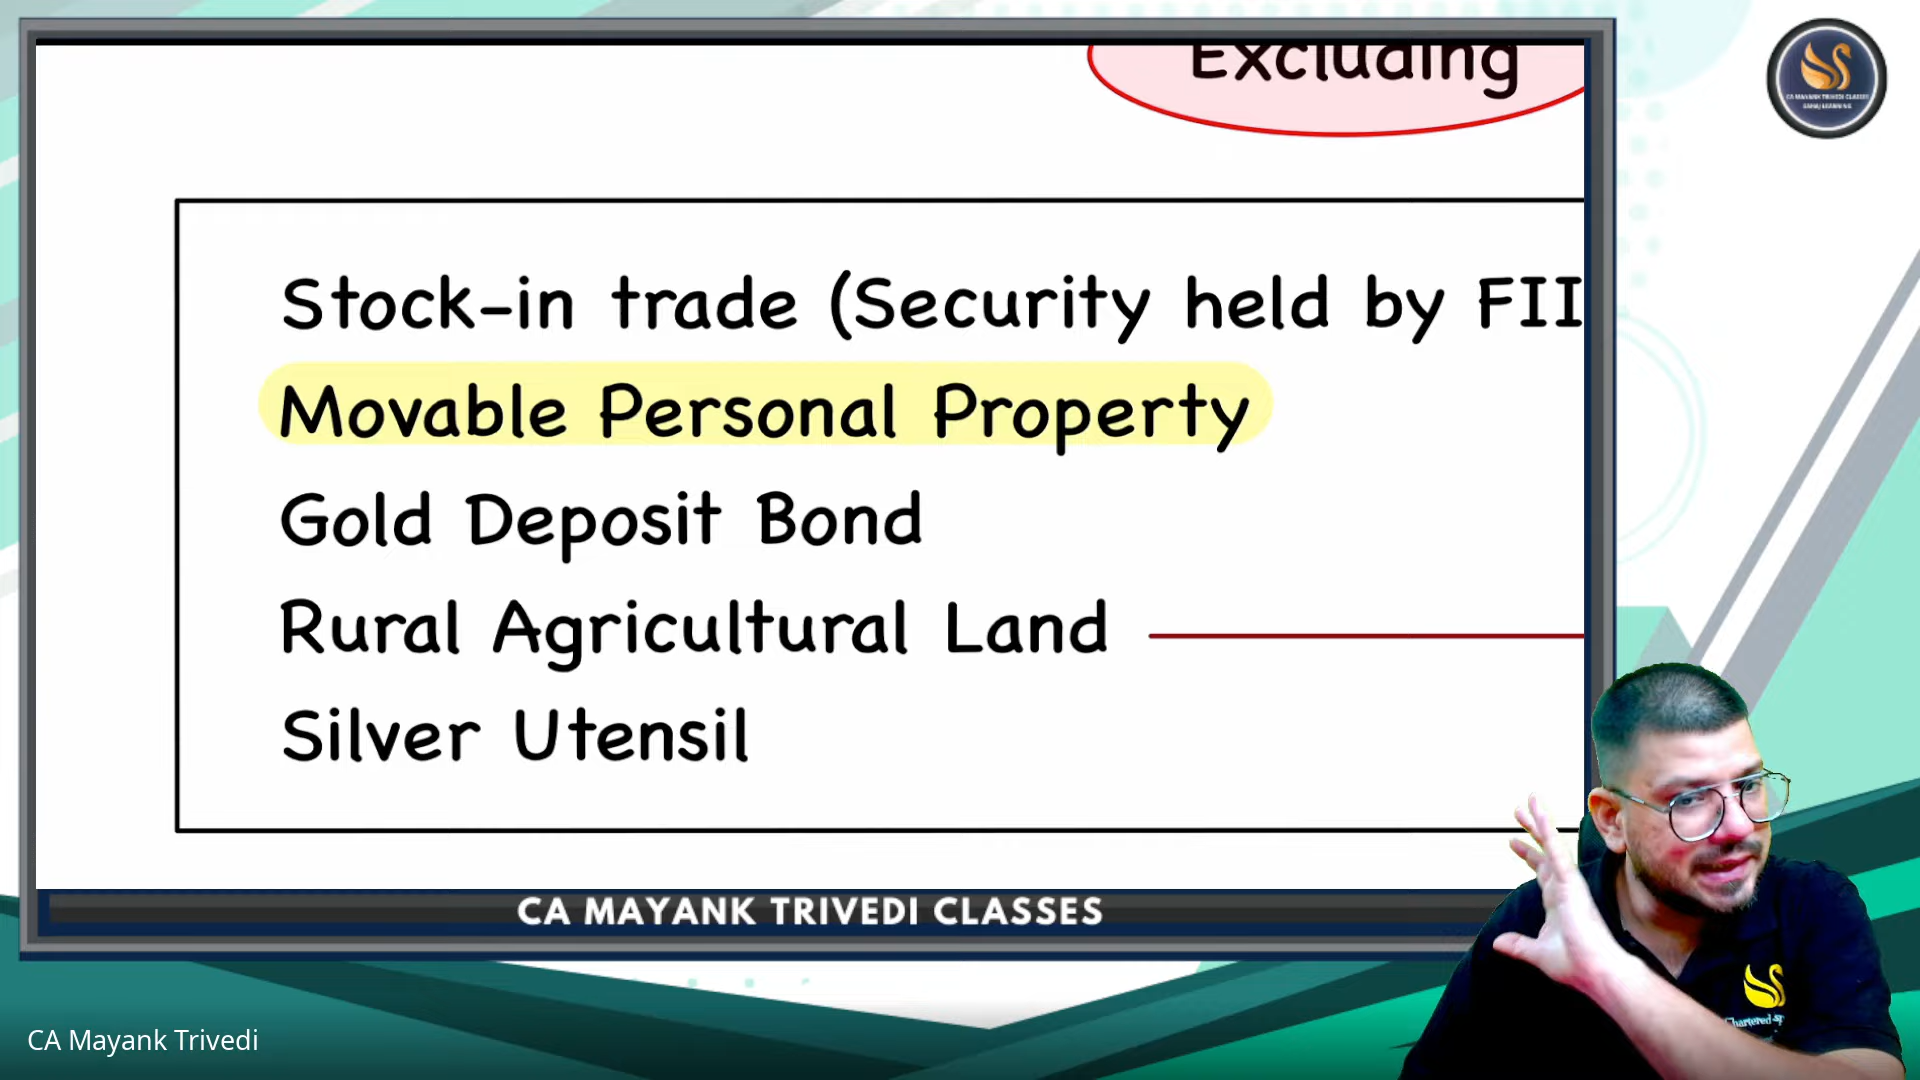 Excluding
Stock-in trade (Security held by FII
Movable Personal Property
Gold Deposit Bond
Rural Agricultural Land
Silver Utensil
CA MAYANK TRIVEDI CLASSES
CA Mayank Trivedi